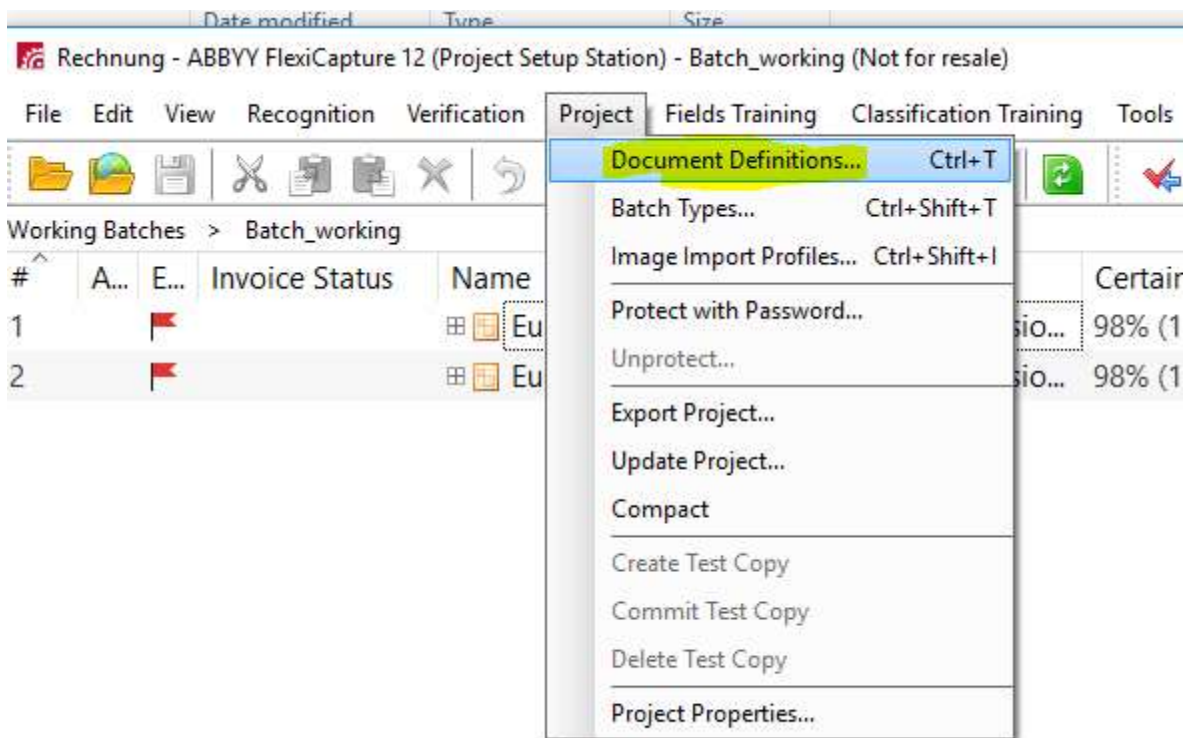 Date modified Type Size
Rechnung - ABBYY FlexiCapture 12 (Project Setup Station) - Batch_working (Not for resale)
File Edit View Recognition Verification Project Fields Training Classification Training Tools
Document Definitions... Ctrl+T
Batch Types... Ctrl+Shift+T
Working Batches > Batch_working
Image Import Profiles... Ctrl+Shift+I
# A... E... Invoice Status Name Certain
Protect with Password...
1 Eu sio... 98% (1
Unprotect...
2 Eu sio... 98% (1
Export Project...
Update Project...
Compact
Create Test Copy
Commit Test Copy
Delete Test Copy
Project Properties...